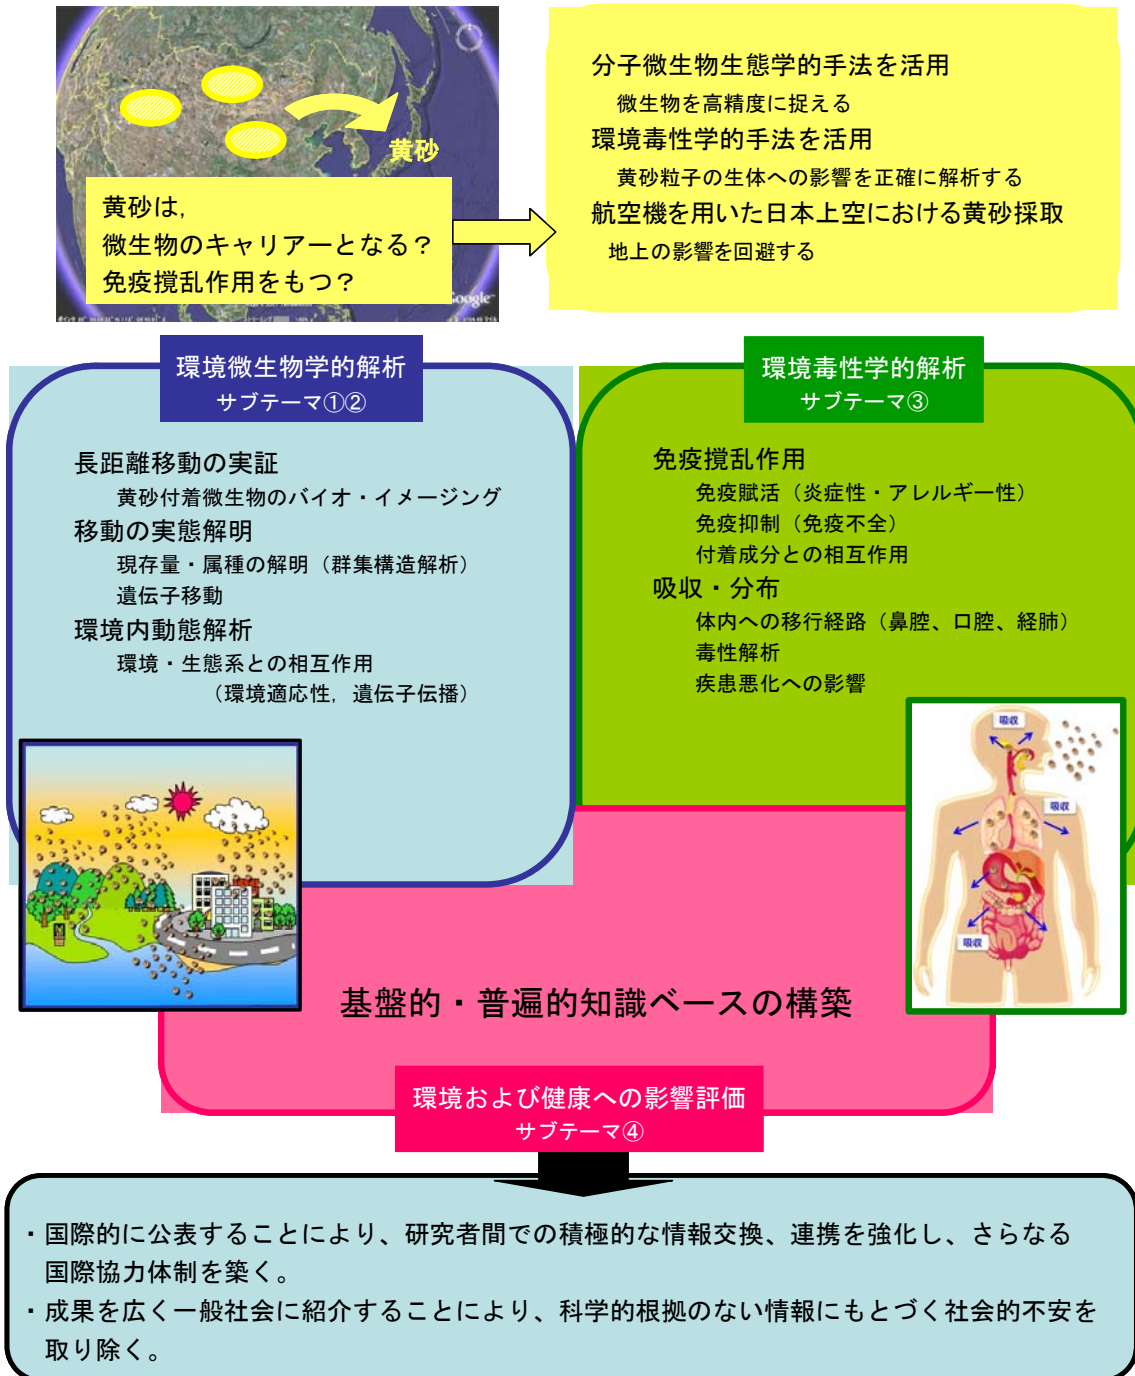 黄砂
黄砂は，
微生物のキャリアーとなる？
免疫撹乱作用をもつ？
Google
分子微生物生態学的手法を活用
微生物を高精度に捉える
環境毒性学的手法を活用
黄砂粒子の生体への影響を正確に解析する
航空機を用いた日本上空における黄砂採取
地上の影響を回避する
環境微生物学的解析
サブテーマ①②
長距離移動の実証
黄砂付着微生物のバイオ・イメージング
移動の実態解明
現存量・属種の解明（群集構造解析）
遺伝子移動
環境内動態解析
環境・生態系との相互作用
（環境適応性，遺伝子伝播）
環境毒性学的解析
サブテーマ③
免疫撹乱作用
免疫賦活（炎症性・アレルギー性）
免疫抑制（免疫不全）
付着成分との相互作用
吸収・分布
体内への移行経路（鼻腔、口腔、経肺）
毒性解析
疾患悪化への影響
吸収
吸収
吸収
基盤的・普遍的知識ベースの構築
環境および健康への影響評価
サブテーマ④
・国際的に公表することにより、研究者間での積極的な情報交換、連携を強化し、さらなる
国際協力体制を築く。
・成果を広く一般社会に紹介することにより、科学的根拠のない情報にもとづく社会的不安を
取り除く。